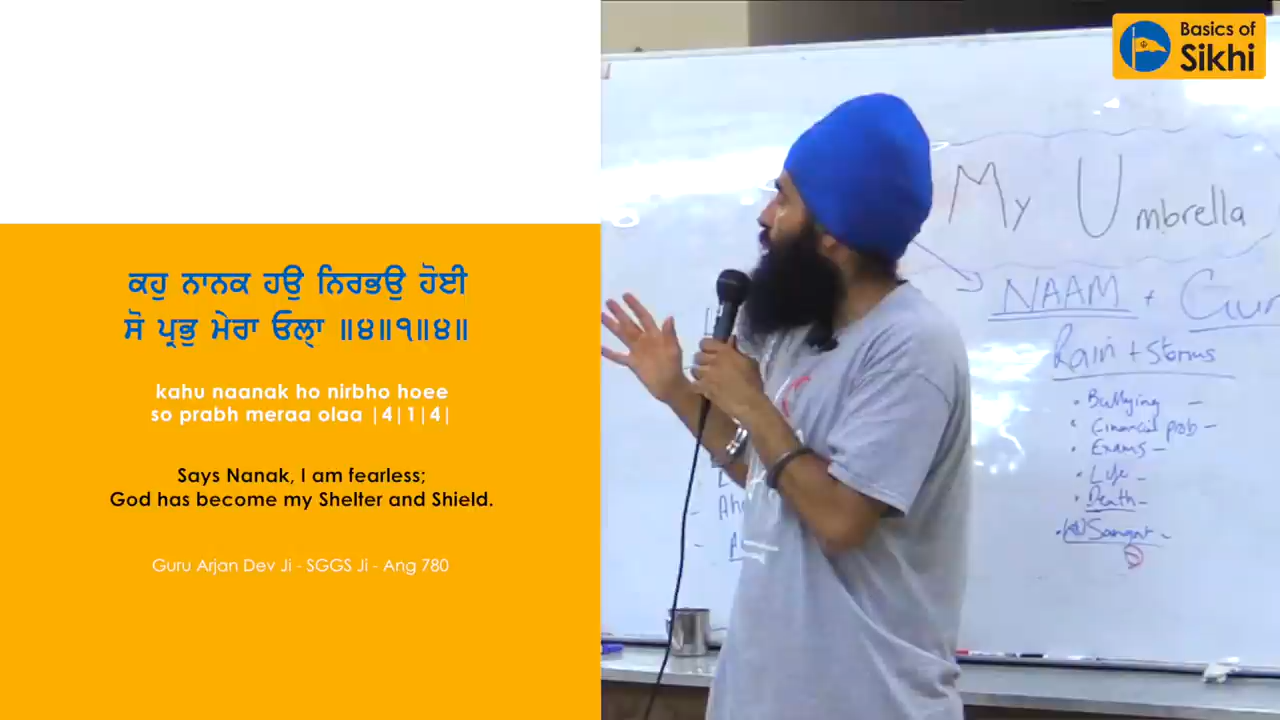 ਕਹੁ ਨਾਨਕ ਹਉ ਨਿਰਭਉ ਹੋਈ
ਸੋ ਪ੍ਰਭੁ ਮੇਰਾ ਓਲ੍ਹਾ ॥੪॥੧॥੪॥
kahu naanak ho nirbho hoee
so prabh meraa olaa |4|1|4|
Says Nanak, I am fearless;
God has become my Shelter and Shield.
Guru Arjan Dev Ji - SGGS Ji - Ang 780
Basics of
Sikhi
My Umbrella
NAAM + Gur
Rain + Storms
• Bullying –
• Financial prob –
• Exams –
• Life –
• Death –
Sangat –